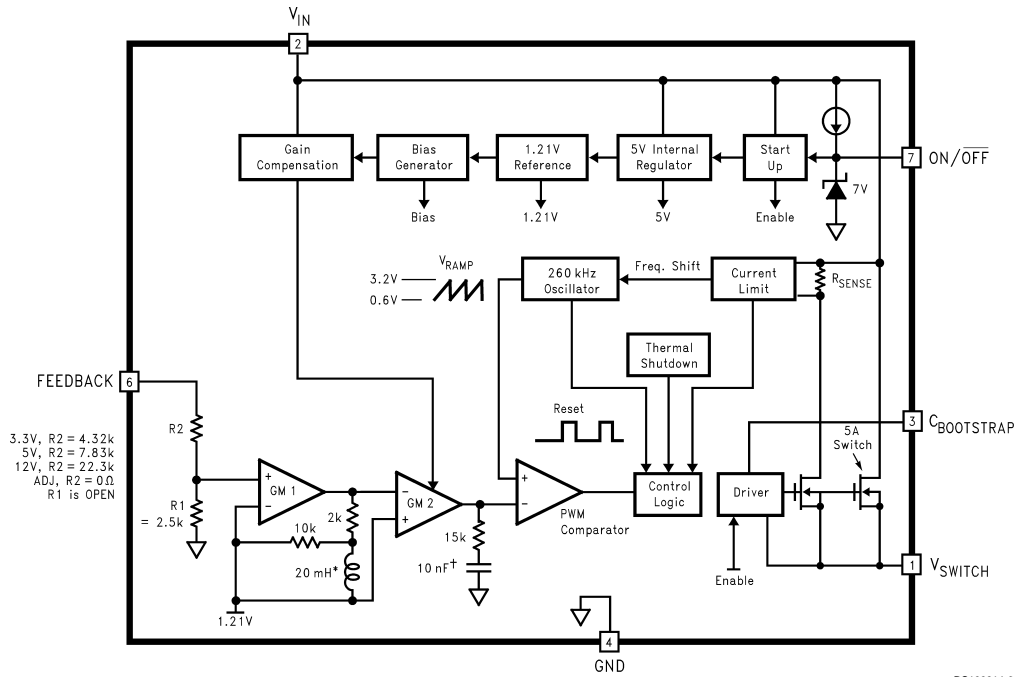 V_IN
2
Gain
Compensation
Bias
Generator
1.21V
Reference
5V Internal
Regulator
Start
Up
7
ON/O̅F̅F̅
Bias
1.21V
5V
Enable
7V
V_RAMP
3.2V
0.6V
260 kHz
Oscillator
Freq. Shift
Current
Limit
R_SENSE
Thermal
Shutdown
FEEDBACK
6
Reset
3
C_BOOTSTRAP
5A
Switch
R2
3.3V, R2 = 4.32k
5V, R2 = 7.83k
12V, R2 = 22.3k
ADJ, R2 = 0Ω
R1 is OPEN
R1
= 2.5k
+
GM 1
−
2k
10k
20 mH*
1.21V
−
GM 2
+
15k
10 nF†
+
−
PWM
Comparator
Control
Logic
Driver
Enable
1
V_SWITCH
4
GND